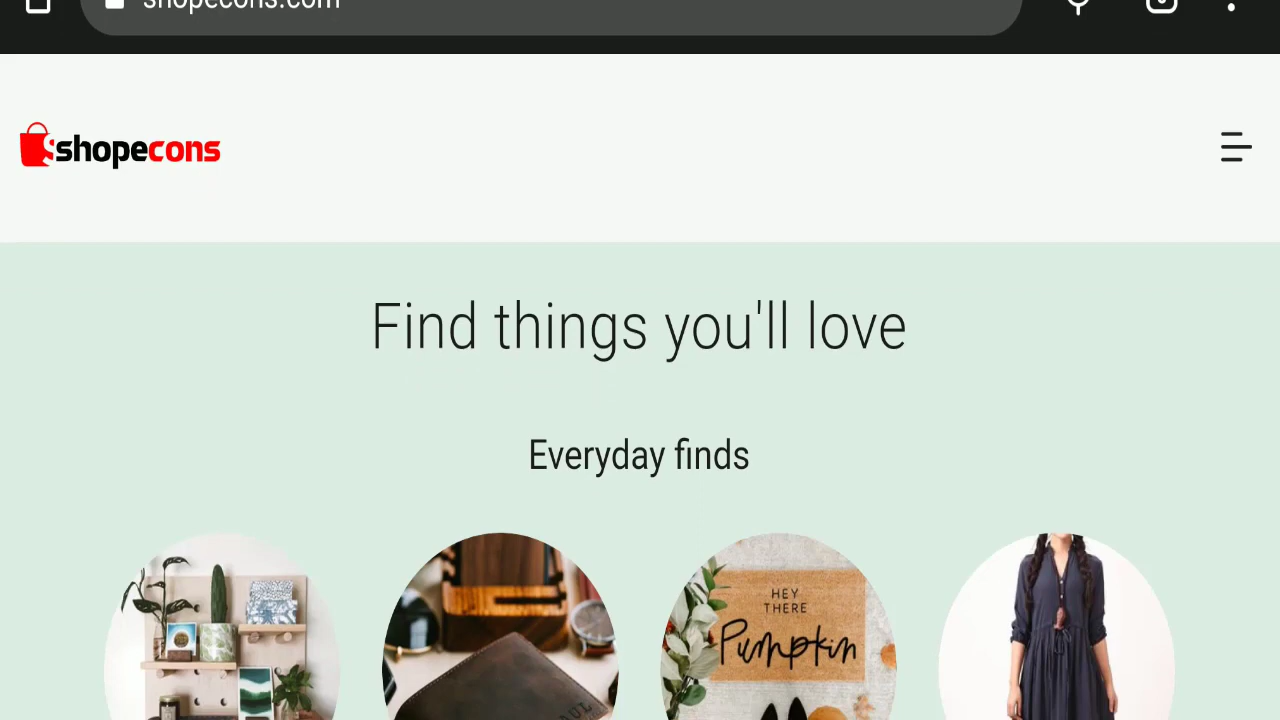 shopecons.com
shopecons
Find things you'll love
Everyday finds
HEY
THERE
Pumpkin